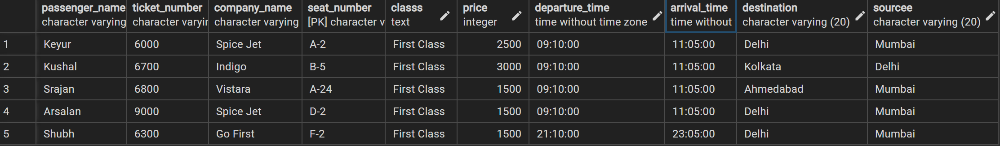 passenger_name ticket_number company_name seat_number classs price departure_time arrival_time destination sourcee
character varying character varyin character varying [PK] character v text integer time without time zone time without character varying (20) character varying (20)
1 Keyur 6000 Spice Jet A-2 First Class 2500 09:10:00 11:05:00 Delhi Mumbai
2 Kushal 6700 Indigo B-5 First Class 3000 09:10:00 11:05:00 Kolkata Delhi
3 Srajan 6800 Vistara A-24 First Class 1500 09:10:00 11:05:00 Ahmedabad Mumbai
4 Arsalan 9000 Spice Jet D-2 First Class 1500 09:10:00 11:05:00 Delhi Mumbai
5 Shubh 6300 Go First F-2 First Class 1500 21:10:00 23:05:00 Delhi Mumbai